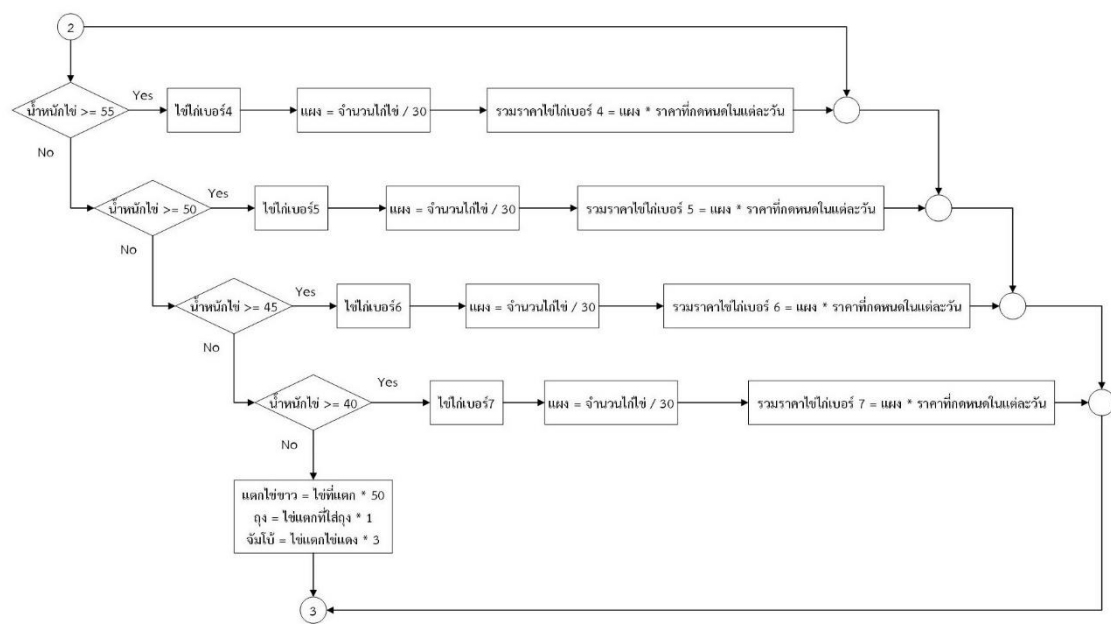 2
น้ำหนักไข่ >= 55
Yes
ไข่ไก่เบอร์4
แผง = จำนวนไก่ไข่ / 30
รวมราคาไข่ไก่เบอร์ 4 = แผง * ราคาที่กดหนดในแต่ละวัน
No
น้ำหนักไข่ >= 50
Yes
ไข่ไก่เบอร์5
แผง = จำนวนไก่ไข่ / 30
รวมราคาไข่ไก่เบอร์ 5 = แผง * ราคาที่กดหนดในแต่ละวัน
No
น้ำหนักไข่ >= 45
Yes
ไข่ไก่เบอร์6
แผง = จำนวนไก่ไข่ / 30
รวมราคาไข่ไก่เบอร์ 6 = แผง * ราคาที่กดหนดในแต่ละวัน
No
น้ำหนักไข่ >= 40
Yes
ไข่ไก่เบอร์7
แผง = จำนวนไก่ไข่ / 30
รวมราคาไข่ไก่เบอร์ 7 = แผง * ราคาที่กดหนดในแต่ละวัน
No
แตกไข่ขาว = ไข่ที่แตก * 50
ถุง = ไข่แตกที่ใส่ถุง * 1
จัมโบ้ = ไข่แตกไข่แดง * 3
3